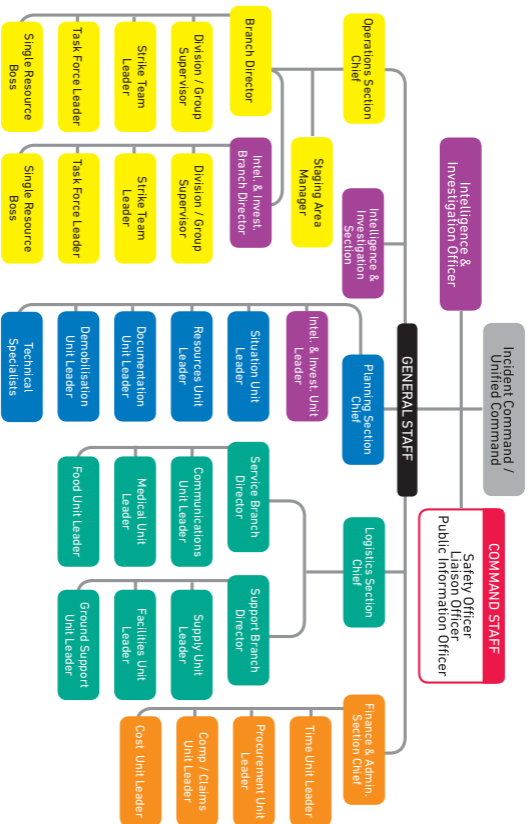 Incident Command /
Unified Command
Intelligence &
Investigation Officer
COMMAND STAFF
Safety Officer
Liaison Officer
Public Information Officer
GENERAL STAFF
Operations Section
Chief
Staging Area
Manager
Branch Director
Division / Group
Supervisor
Strike Team
Leader
Task Force Leader
Single Resource
Boss
Intel. & Invest.
Branch Director
Division / Group
Supervisor
Strike Team
Leader
Task Force Leader
Single Resource
Boss
Intelligence &
Investigation
Section
Planning Section
Chief
Intel. & Invest. Unit
Leader
Situation Unit
Leader
Resources Unit
Leader
Documentation
Unit Leader
Demobilisation
Unit Leader
Technical
Specialists
Logistics Section
Chief
Service Branch
Director
Communications
Unit Leader
Medical Unit
Leader
Food Unit Leader
Support Branch
Director
Supply Unit
Leader
Facilities Unit
Leader
Ground Support
Unit Leader
Finance & Admin.
Section Chief
Time Unit Leader
Procurement Unit
Leader
Comp / Claims
Unit Leader
Cost Unit Leader